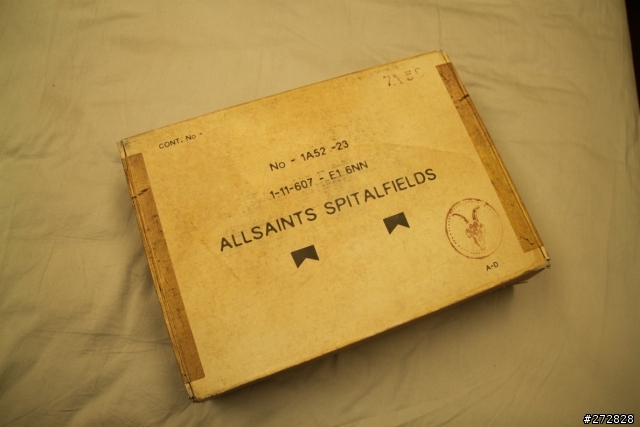 CONT. No -
No - 1A52 -23
1-11-607 - E1 6NN
ALLSAINTS SPITALFIELDS
A-D
#272828